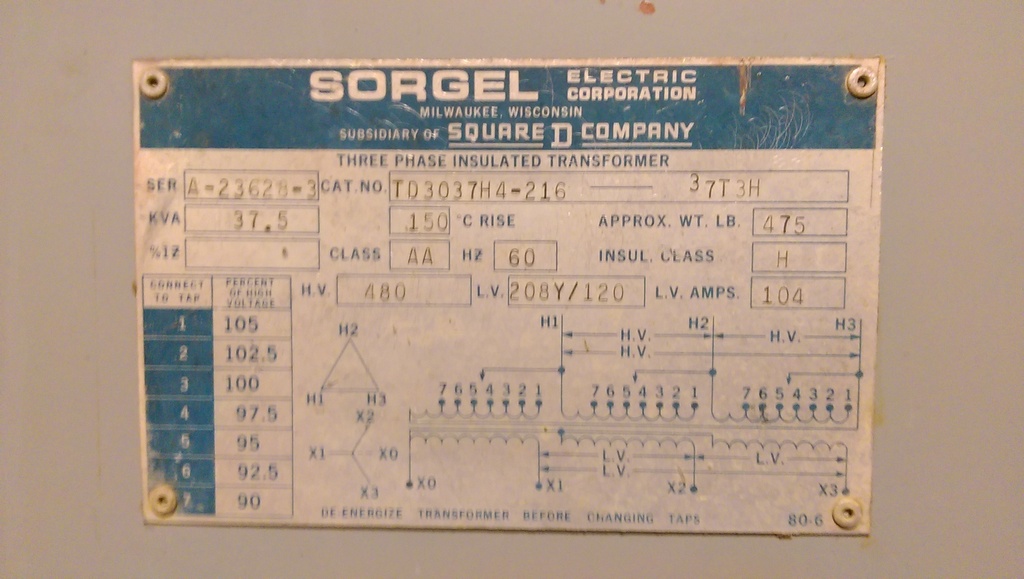 SORGEL ELECTRIC CORPORATION
MILWAUKEE, WISCONSIN
SUBSIDIARY OF SQUARE D COMPANY
THREE PHASE INSULATED TRANSFORMER
SER A-23628-3 CAT.NO. TD3037H4-216 — 37T3H
KVA 37.5 150 °C RISE APPROX. WT. LB. 475
%IZ CLASS AA HZ 60 INSUL. CLASS H
H.V. 480 L.V. 208Y/120 L.V. AMPS. 104
CONNECT TO TAP PERCENT OF HIGH VOLTAGE
1 105
2 102.5
3 100
4 97.5
5 95
6 92.5
7 90
H2
H1 H3
X2
X1 X0
X3
H1 H.V. H2 H.V. H3
H.V.
7 6 5 4 3 2 1 7 6 5 4 3 2 1 7 6 5 4 3 2 1
L.V. L.V.
L.V.
X0 X1 X2 X3
DE-ENERGIZE TRANSFORMER BEFORE CHANGING TAPS 80-6